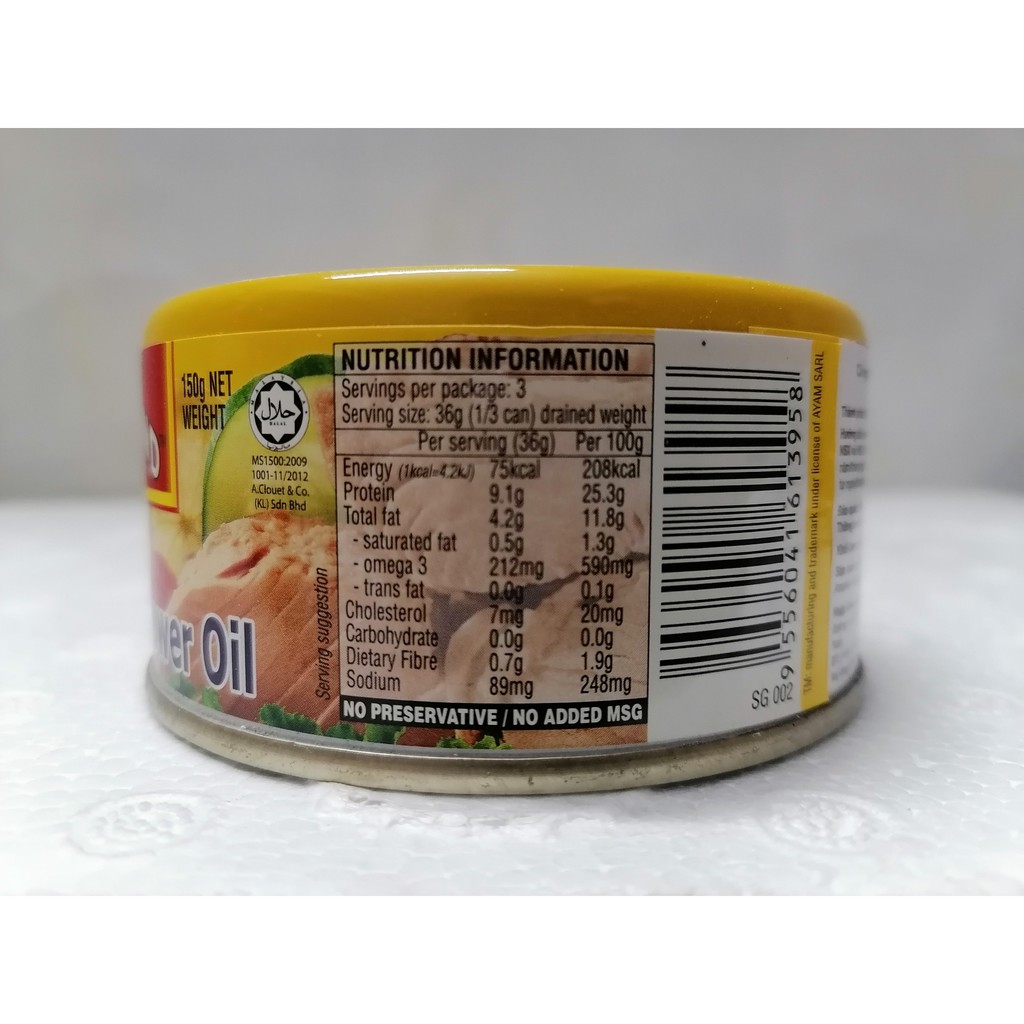 150g NET
WEIGHT
حلال
HALAL
MS1500:2009
1001-11/2012
A.Clouet & Co.
(KL) Sdn Bhd
Oil
Serving suggestion
NUTRITION INFORMATION
Servings per package: 3
Serving size: 36g (1/3 can) drained weight
Per serving (36g) Per 100g
Energy (1kcal=4.2kJ) 75kcal 208kcal
Protein 9.1g 25.3g
Total fat 4.2g 11.8g
- saturated fat 0.5g 1.3g
- omega 3 212mg 590mg
- trans fat 0.0g 0.1g
Cholesterol 7mg 20mg
Carbohydrate 0.0g 0.0g
Dietary Fibre 0.7g 1.9g
Sodium 89mg 248mg
NO PRESERVATIVE / NO ADDED MSG
9 556041 613958
SG 002
TM manufacturing and trademark under license of AYAM SARL